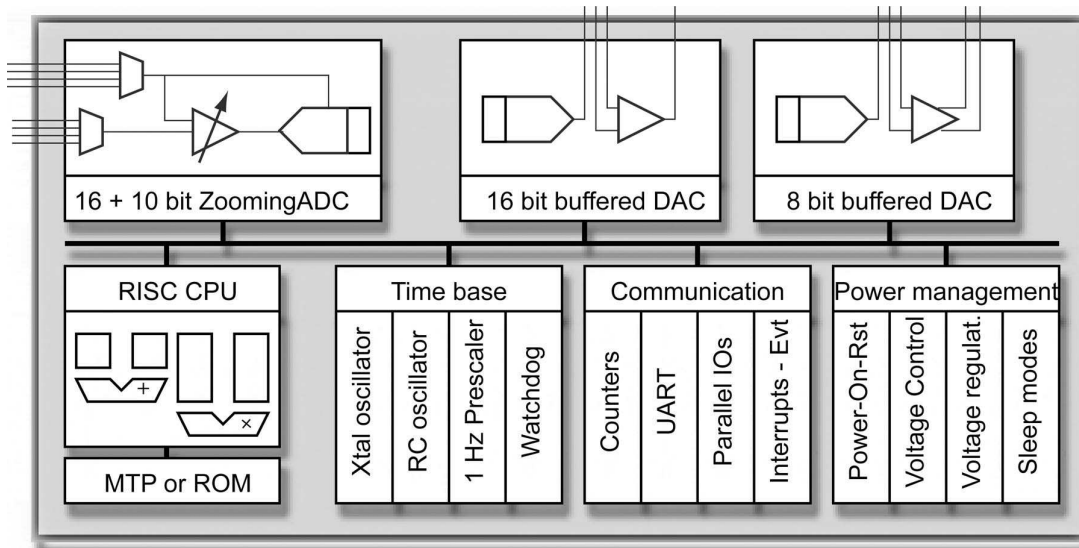 16 + 10 bit ZoomingADC
16 bit buffered DAC
8 bit buffered DAC
RISC CPU
+
×
MTP or ROM
Time base
Xtal oscillator
RC oscillator
1 Hz Prescaler
Watchdog
Communication
Counters
UART
Parallel IOs
Interrupts - Evt
Power management
Power-On-Rst
Voltage Control
Voltage regulat.
Sleep modes